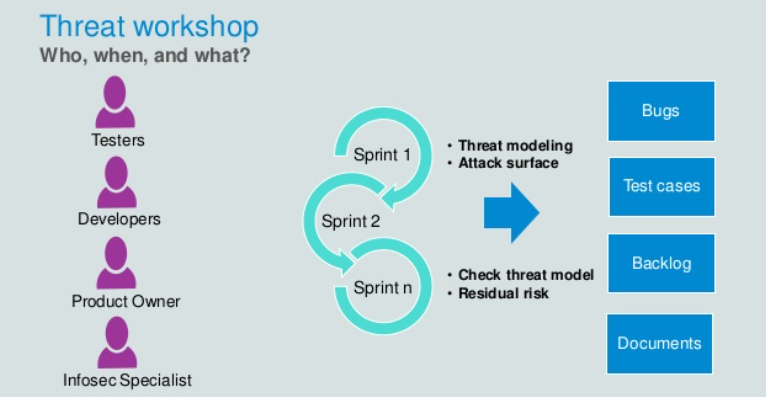 Threat workshop
Who, when, and what?
Testers
Developers
Product Owner
Infosec Specialist
Sprint 1
Sprint 2
Sprint n
• Threat modeling
• Attack surface
• Check threat model
• Residual risk
Bugs
Test cases
Backlog
Documents